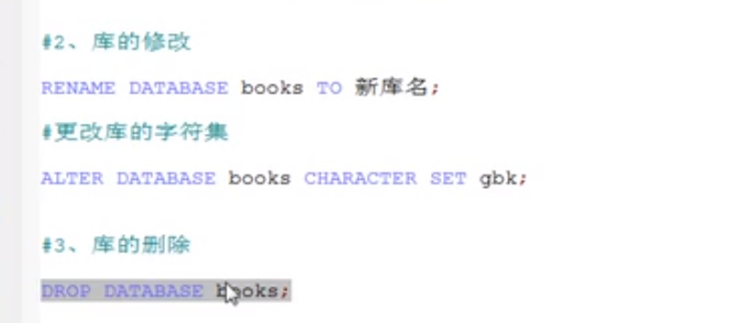 #2、库的修改
RENAME DATABASE books TO 新库名;
#更改库的字符集
ALTER DATABASE books CHARACTER SET gbk;
#3、库的删除
DROP DATABASE books;